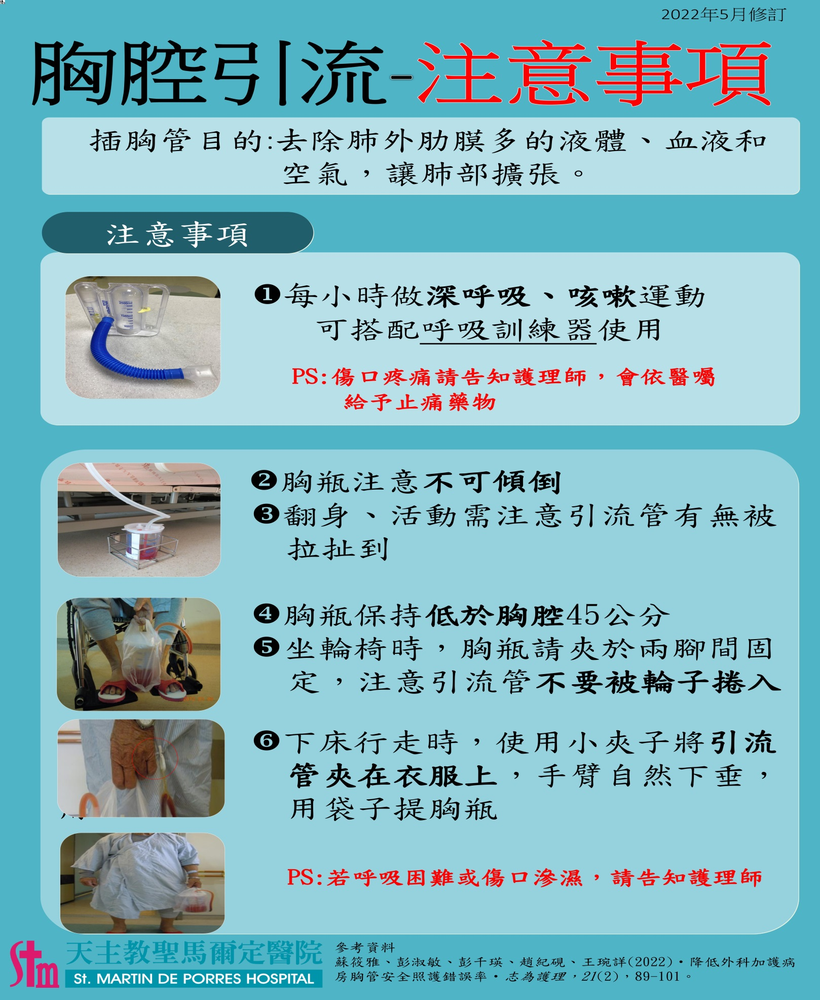 2022年5月修訂
胸腔引流-注意事項
插胸管目的:去除肺外肋膜多的液體、血液和
空氣，讓肺部擴張。
注意事項
❶每小時做深呼吸、咳嗽運動
可搭配呼吸訓練器使用
PS:傷口疼痛請告知護理師，會依醫囑
給予止痛藥物
❷胸瓶注意不可傾倒
❸翻身、活動需注意引流管有無被
拉扯到
❹胸瓶保持低於胸腔45公分
❺坐輪椅時，胸瓶請夾於兩腳間固
定，注意引流管不要被輪子捲入
❻下床行走時，使用小夾子將引流
管夾在衣服上，手臂自然下垂，
用袋子提胸瓶
PS:若呼吸困難或傷口滲濕，請告知護理師
Stm
天主教聖馬爾定醫院
St. MARTIN DE PORRES HOSPITAL
參考資料
蘇筱雅、彭淑敏、彭千瑛、趙紀硯、王琬詳(2022)·降低外科加護病
房胸管安全照護錯誤率·志為護理，21(2)，89-101。